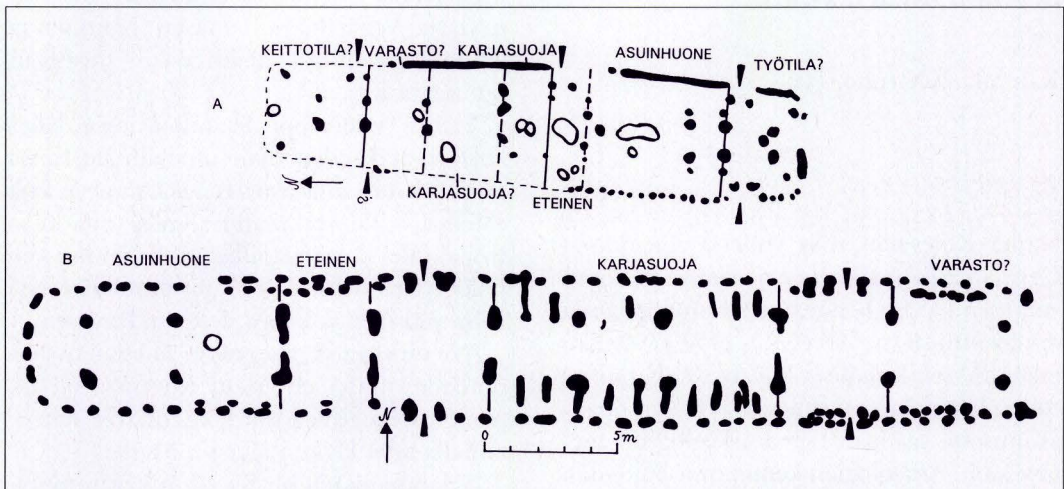 KEITTOTILA? VARASTO? KARJASUOJA ASUINHUONE TYÖTILA?
A
KARJASUOJA? ETEINEN
B ASUINHUONE ETEINEN KARJASUOJA VARASTO?
N
0 5m